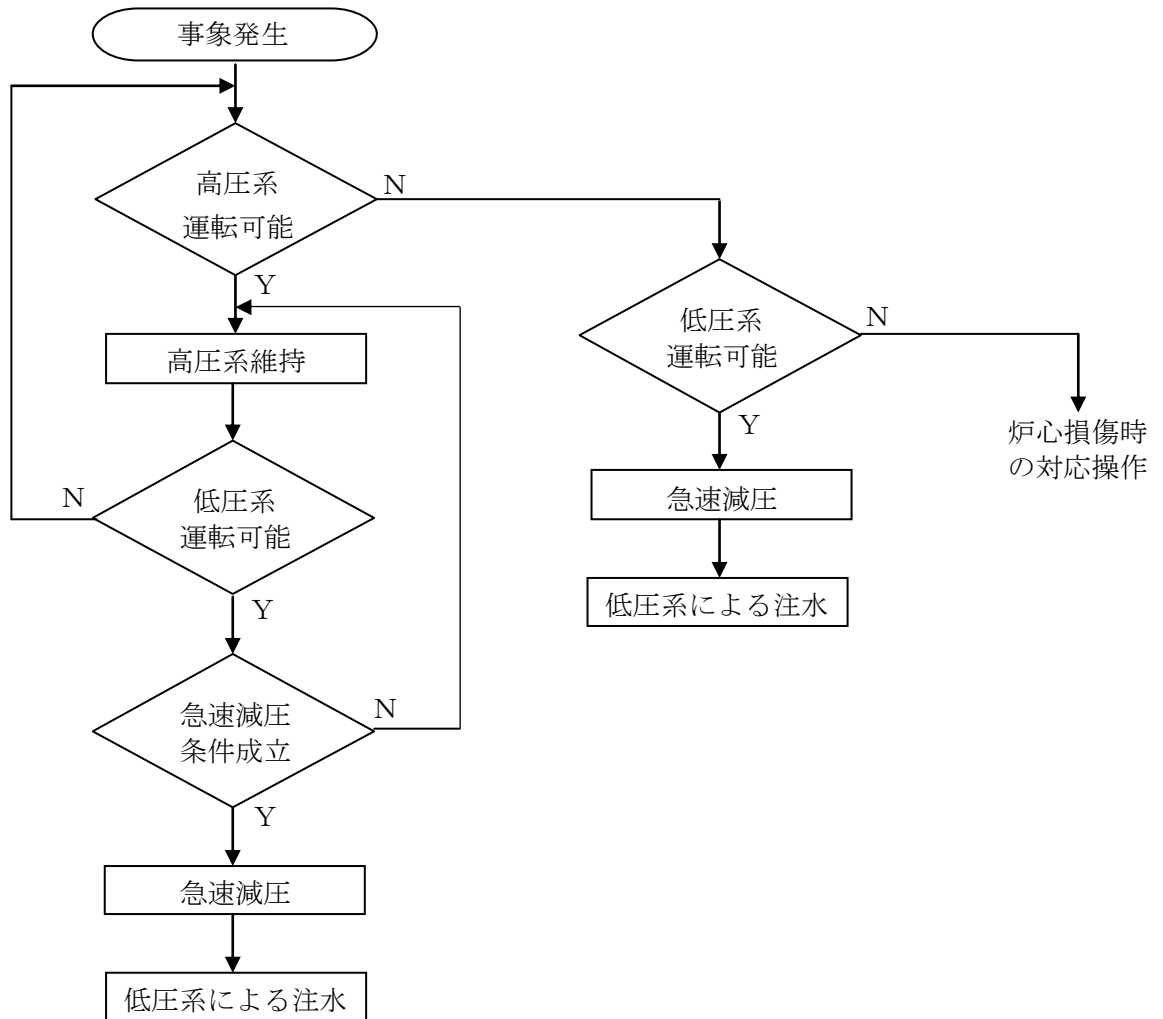 事象発生
高圧系
運転可能
N
Y
高圧系維持
低圧系
運転可能
N
Y
急速減圧
条件成立
N
Y
急速減圧
低圧系による注水
低圧系
運転可能
N
Y
急速減圧
低圧系による注水
炉心損傷時
の対応操作